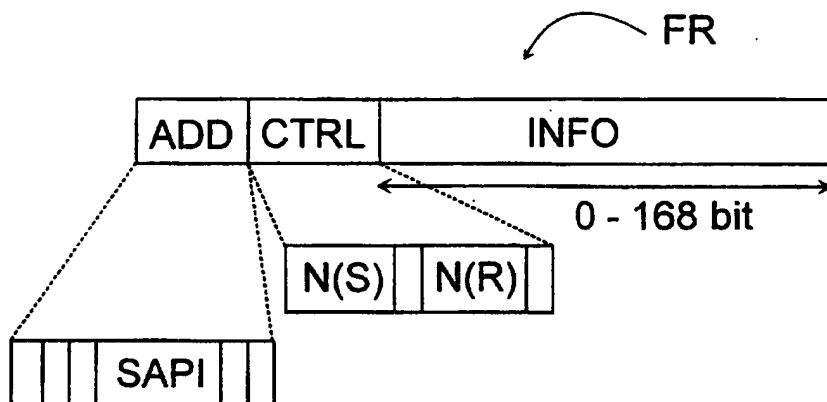 FR
ADD CTRL INFO
0 - 168 bit
N(S) N(R)
SAPI